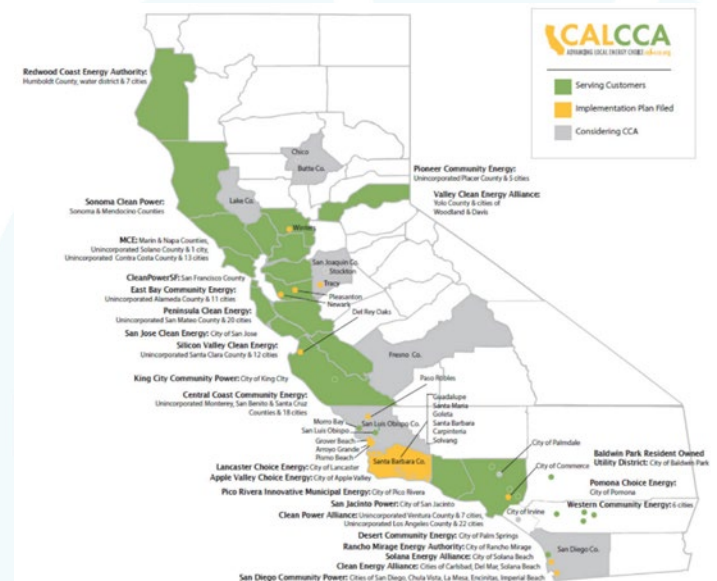 CALCCA
ADVANCING LOCAL ENERGY CHOICE
Serving Customers
Implementation Plan Filed
Considering CCA
Redwood Coast Energy Authority:
Humboldt County, water district & 7 cities
Chico
Butte Co.
Pioneer Community Energy:
Unincorporated Placer County & 5 cities
Valley Clean Energy Alliance:
Yolo County & cities of
Woodland & Davis
Lake Co.
Sonoma Clean Power:
Sonoma & Mendocino Counties
Winters
MCE: Marin & Napa Counties,
Unincorporated Solano County & 1 city,
Unincorporated Contra Costa County & 13 cities
San Joaquin Co.
Stockton
CleanPowerSF: San Francisco County
Tracy
East Bay Community Energy:
Unincorporated Alameda County & 11 cities
Pleasanton
Newark
Peninsula Clean Energy:
Unincorporated San Mateo County & 20 cities
Del Rey Oaks
San Jose Clean Energy: City of San Jose
Silicon Valley Clean Energy:
Unincorporated Santa Clara County & 12 cities
Fresno Co.
King City Community Power: City of King City
Paso Robles
Central Coast Community Energy:
Unincorporated Monterey, San Benito & Santa Cruz
Counties & 18 cities
Guadalupe
Santa Maria
Goleta
Santa Barbara
Carpinteria
Solvang
Morro Bay
San Luis Obispo
San Luis Obispo Co.
Grover Beach
Arroyo Grande
Pismo Beach
City of Palmdale
Santa Barbara Co.
Baldwin Park Resident Owned
Utility District: City of Baldwin Park
City of Commerce
Lancaster Choice Energy: City of Lancaster
Apple Valley Choice Energy: City of Apple Valley
Pomona Choice Energy:
City of Pomona
Pico Rivera Innovative Municipal Energy: City of Pico Rivera
San Jacinto Power: City of San Jacinto
Western Community Energy: 6 cities
Clean Power Alliance: Unincorporated Ventura County & 7 cities,
Unincorporated Los Angeles County & 22 cities
City of Irvine
Desert Community Energy: City of Palm Springs
Rancho Mirage Energy Authority: City of Rancho Mirage
San Diego Co.
Solana Energy Alliance: City of Solana Beach
Clean Energy Alliance: Cities of Carlsbad, Del Mar, Solana Beach
San Diego Community Power: Cities of San Diego, Chula Vista, La Mesa, Encinitas, Imperial Beach